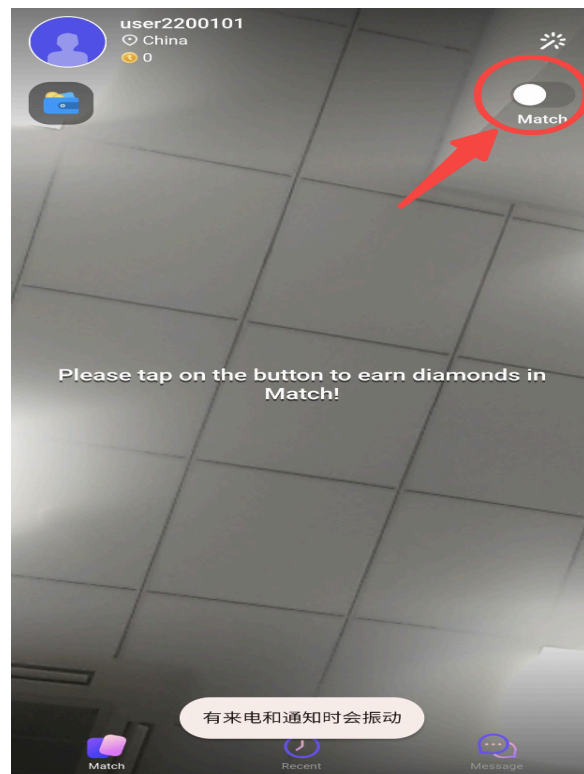 user2200101
China
0
Match
Please tap on the button to earn diamonds in
Match!
有来电和通知时会振动
Match
Recent
Message